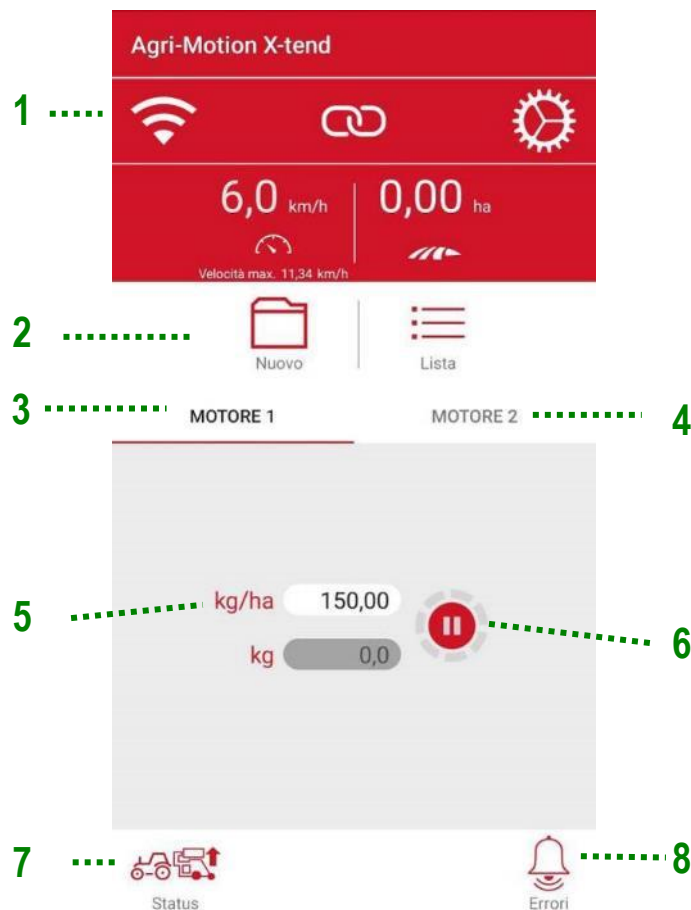 Agri-Motion X-tend
1
6,0 km/h 0,00 ha
Velocità max. 11,34 km/h
2
Nuovo Lista
3 MOTORE 1 MOTORE 2 4
5 kg/ha 150,00
6
kg 0,0
7 8
Status Errori